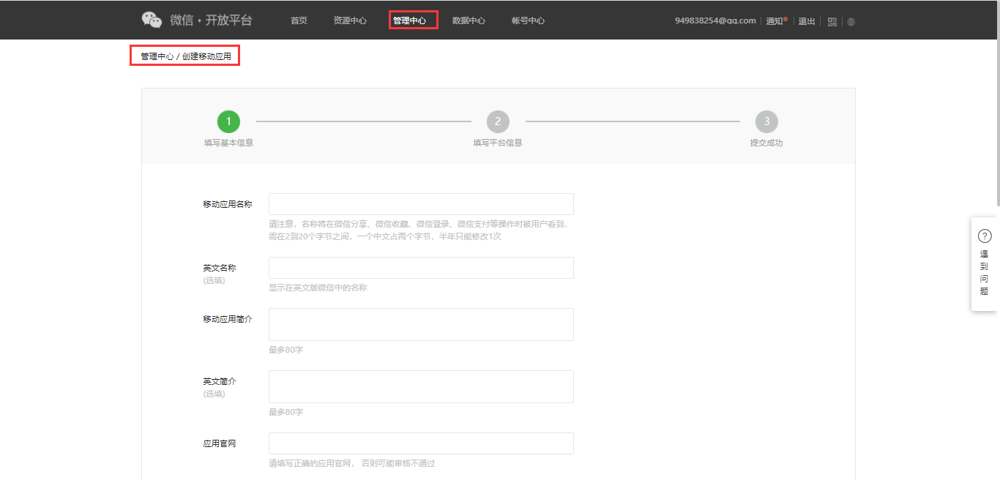 微信・开放平台
首页 资源中心 管理中心 数据中心 帐号中心 949838254@qq.com 通知 退出
管理中心 / 创建移动应用
1 2 3
填写基本信息 填写平台信息 提交成功
移动应用名称
请注意，名称将在微信分享、微信收藏、微信登录、微信支付等操作时被用户看到，
需在2到20个字节之间，一个中文占两个字节，半年只能修改1次
英文名称
(选填)
显示在英文版微信中的名称
移动应用简介
最多80字
英文简介
(选填)
最多80字
应用官网
请填写正确的应用官网， 否则可能审核不通过
?
遇
到
问
题